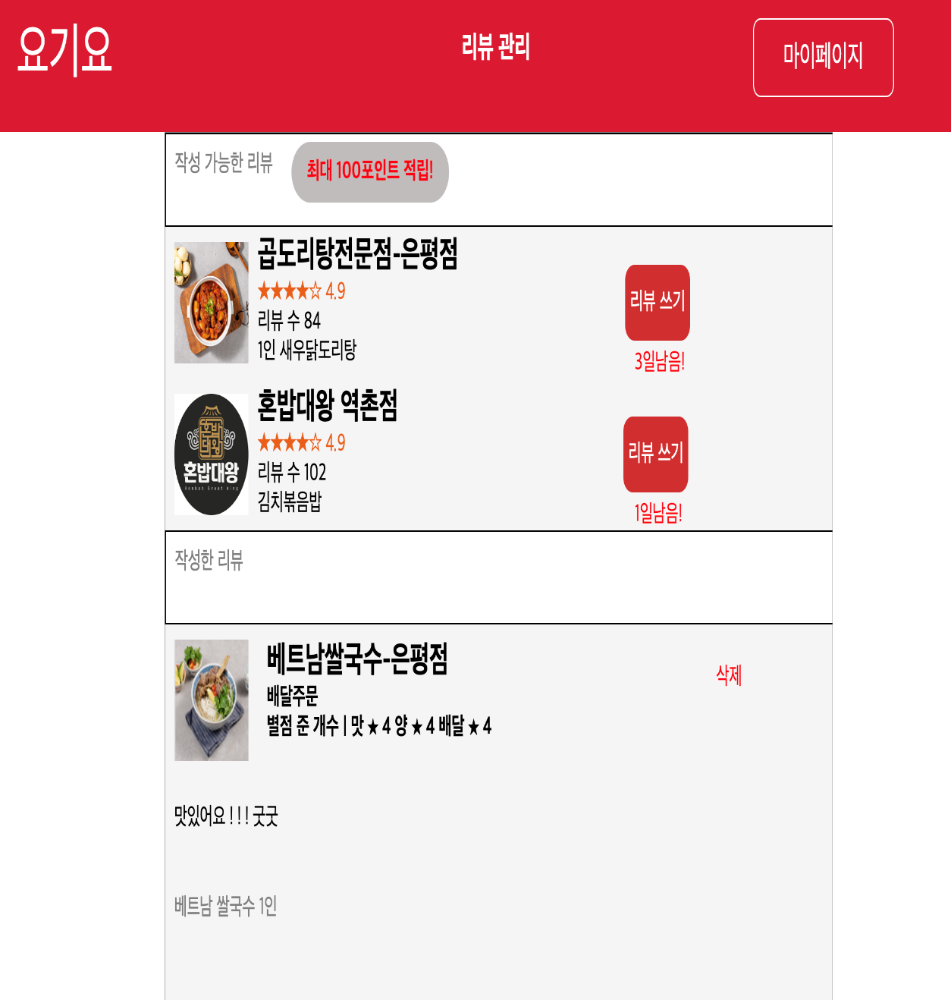 요기요
리뷰 관리
마이페이지
작성 가능한 리뷰
최대 100포인트 적립!
곱도리탕전문점-은평점
★★★★☆ 4.9
리뷰 수 84
1인 새우닭도리탕
리뷰 쓰기
3일남음!
혼밥대왕
혼밥대왕
Honbab Great King
혼밥대왕 역촌점
★★★★☆ 4.9
리뷰 수 102
김치볶음밥
리뷰 쓰기
1일남음!
작성한 리뷰
베트남쌀국수-은평점
배달주문
별점 준 개수 | 맛 ★ 4 양 ★ 4 배달 ★ 4
삭제
맛있어요 ! ! ! 굿굿
베트남 쌀국수 1인